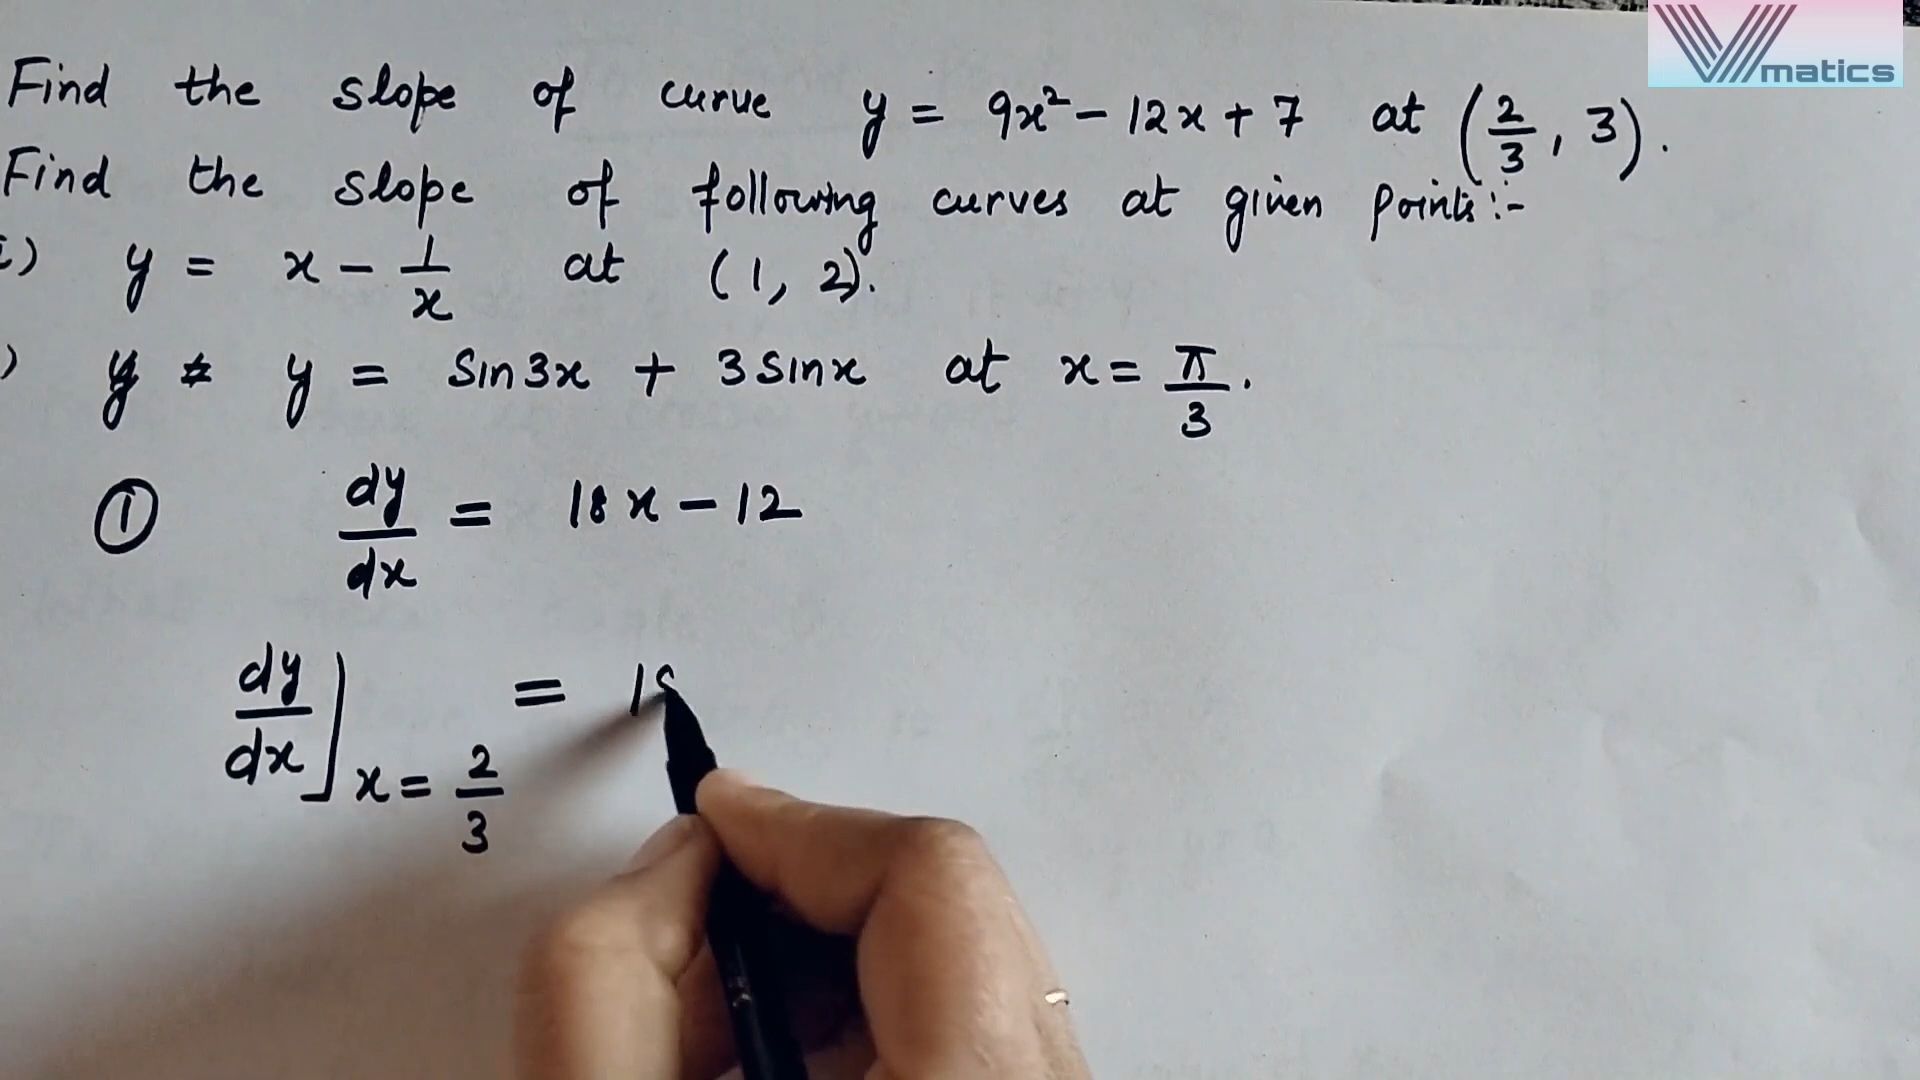 Vmatics
Find the slope of curve y = 9x² - 12x + 7 at (2/3, 3).
Find the slope of following curves at given points:-
i) y = x - 1/x at (1, 2).
) y = y = sin3x + 3sinx at x = π/3.
① dy/dx = 18x - 12
dy/dx]x = 2/3 = 18